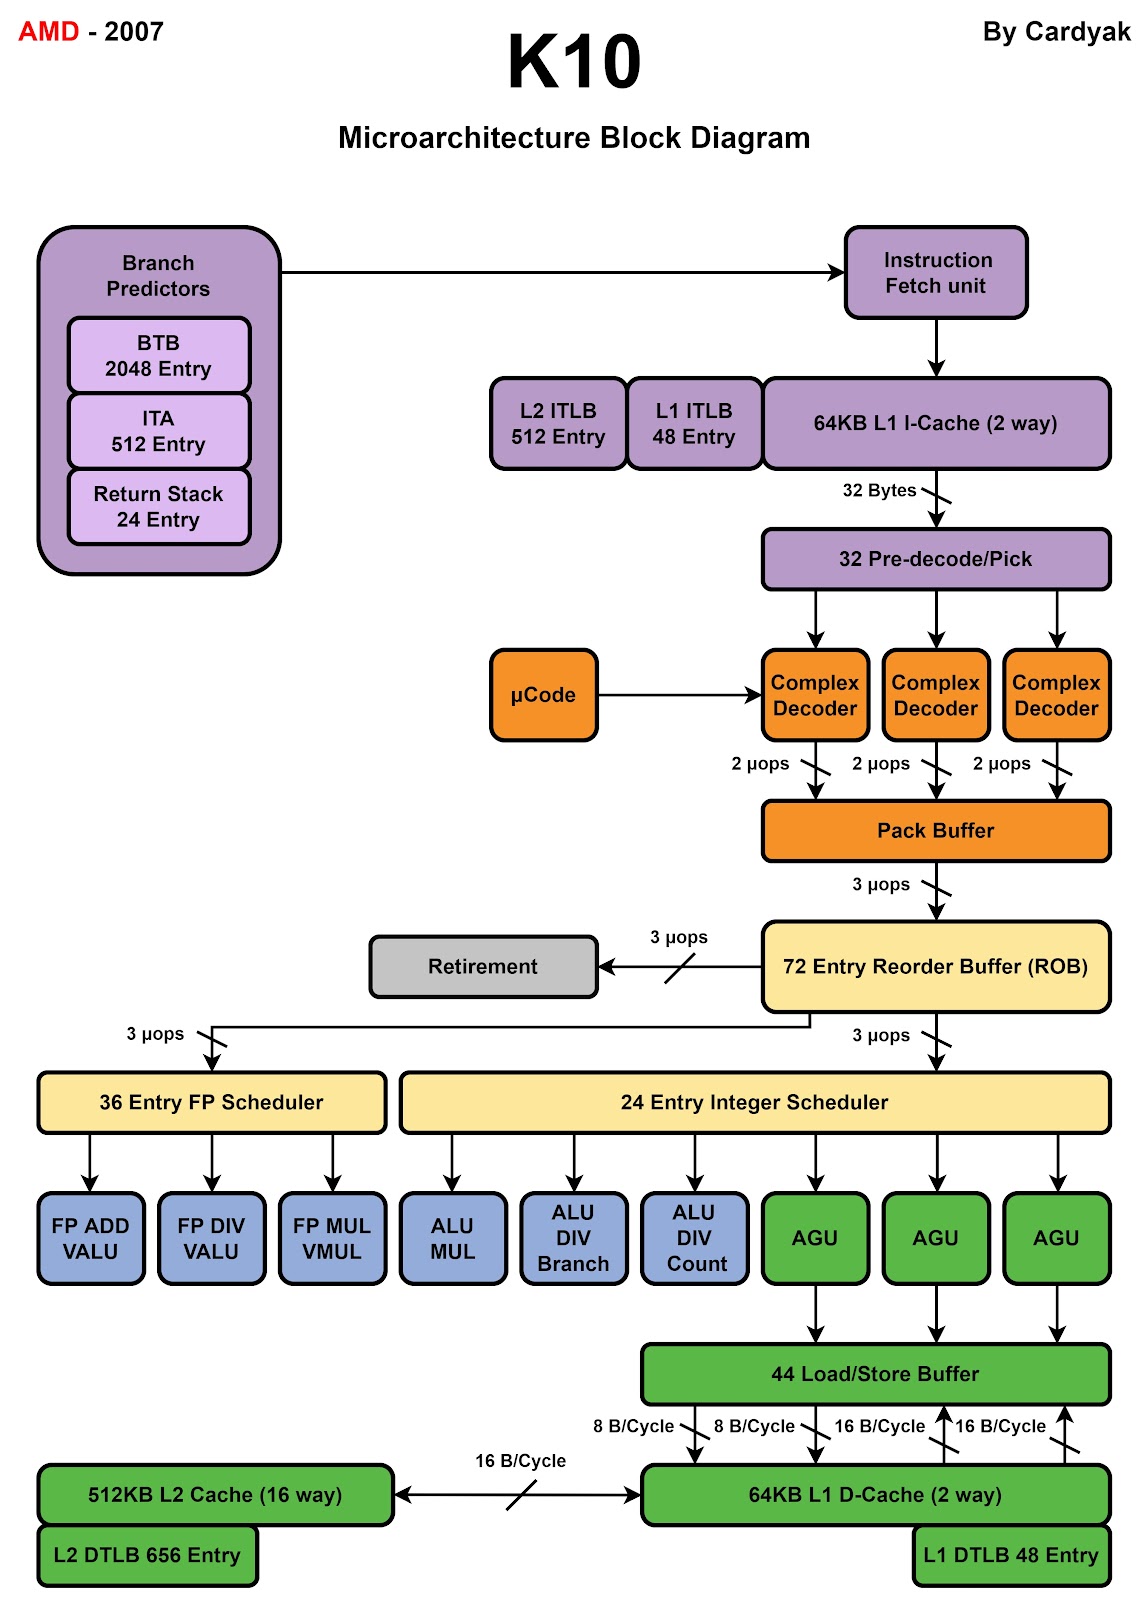 AMD - 2007
By Cardyak
K10
Microarchitecture Block Diagram
Branch
Predictors
BTB
2048 Entry
ITA
512 Entry
Return Stack
24 Entry
Instruction
Fetch unit
L2 ITLB
512 Entry
L1 ITLB
48 Entry
64KB L1 I-Cache (2 way)
32 Bytes
32 Pre-decode/Pick
µCode
Complex
Decoder
Complex
Decoder
Complex
Decoder
2 µops
2 µops
2 µops
Pack Buffer
3 µops
72 Entry Reorder Buffer (ROB)
3 µops
Retirement
3 µops
3 µops
36 Entry FP Scheduler
24 Entry Integer Scheduler
FP ADD
VALU
FP DIV
VALU
FP MUL
VMUL
ALU
MUL
ALU
DIV
Branch
ALU
DIV
Count
AGU
AGU
AGU
44 Load/Store Buffer
8 B/Cycle
8 B/Cycle
16 B/Cycle
16 B/Cycle
16 B/Cycle
512KB L2 Cache (16 way)
64KB L1 D-Cache (2 way)
L2 DTLB 656 Entry
L1 DTLB 48 Entry